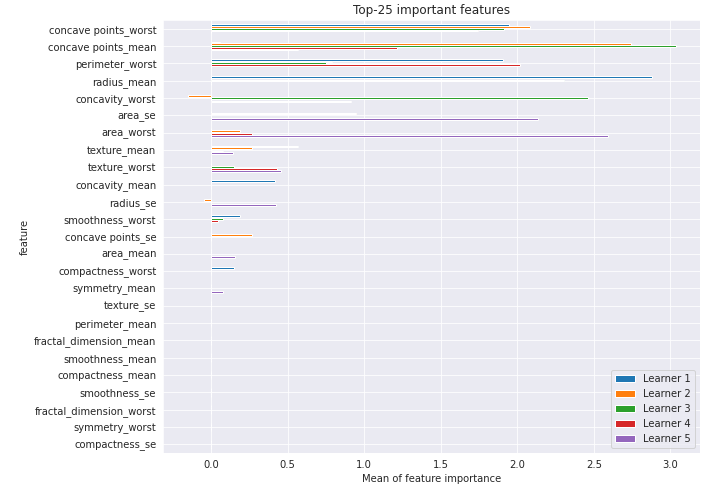 Top-25 important features
concave points_worst
concave points_mean
perimeter_worst
radius_mean
concavity_worst
area_se
area_worst
texture_mean
texture_worst
concavity_mean
radius_se
smoothness_worst
concave points_se
area_mean
compactness_worst
symmetry_mean
texture_se
perimeter_mean
fractal_dimension_mean
smoothness_mean
compactness_mean
smoothness_se
fractal_dimension_worst
symmetry_worst
compactness_se
feature
Learner 1
Learner 2
Learner 3
Learner 4
Learner 5
0.0 0.5 1.0 1.5 2.0 2.5 3.0
Mean of feature importance